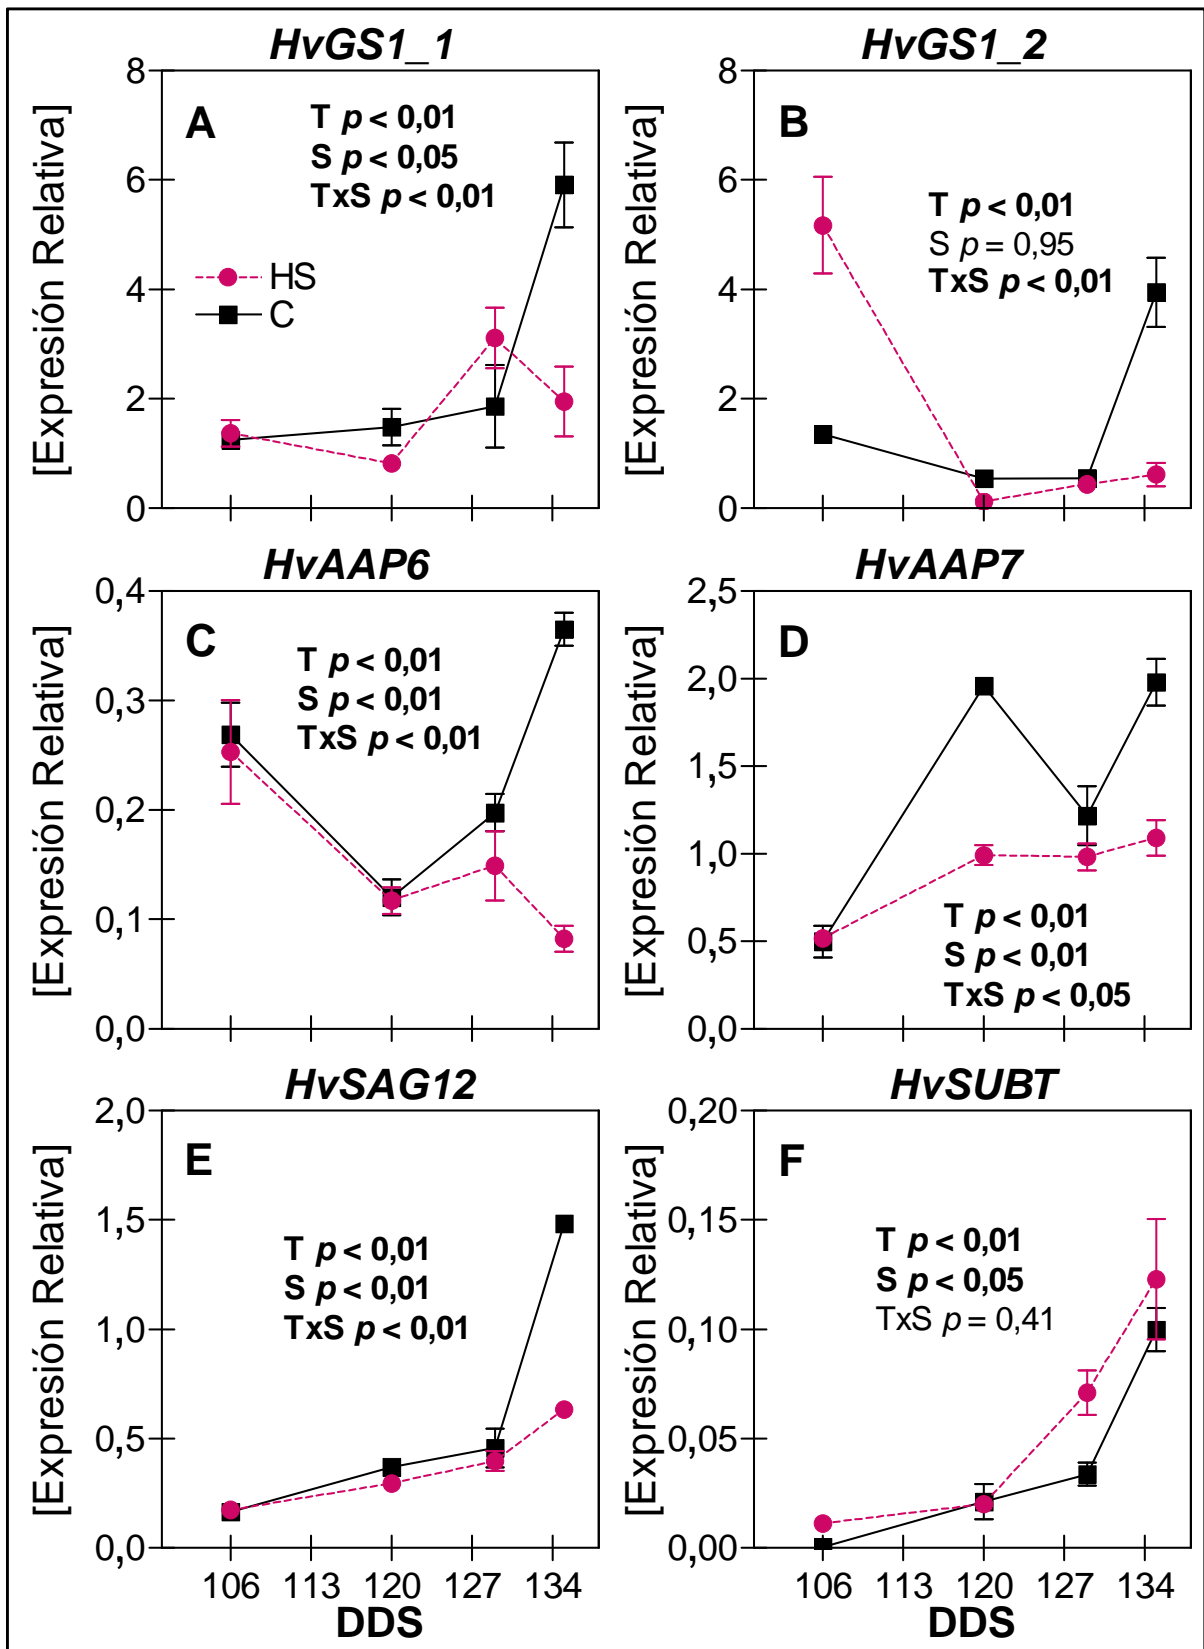 HvGS1_1
[Expresión Relativa]
8
6
4
2
0
A
T p < 0,01
S p < 0,05
TxS p < 0,01
HS
C
HvGS1_2
[Expresión Relativa]
8
6
4
2
0
B
T p < 0,01
S p = 0,95
TxS p < 0,01
HvAAP6
[Expresión Relativa]
0,4
0,3
0,2
0,1
0,0
C
T p < 0,01
S p < 0,01
TxS p < 0,01
HvAAP7
[Expresión Relativa]
2,5
2,0
1,5
1,0
0,5
0,0
D
T p < 0,01
S p < 0,01
TxS p < 0,05
HvSAG12
[Expresión Relativa]
2,0
1,5
1,0
0,5
0,0
E
T p < 0,01
S p < 0,01
TxS p < 0,01
106 113 120 127 134
DDS
HvSUBT
[Expresión Relativa]
0,20
0,15
0,10
0,05
0,00
F
T p < 0,01
S p < 0,05
TxS p = 0,41
106 113 120 127 134
DDS